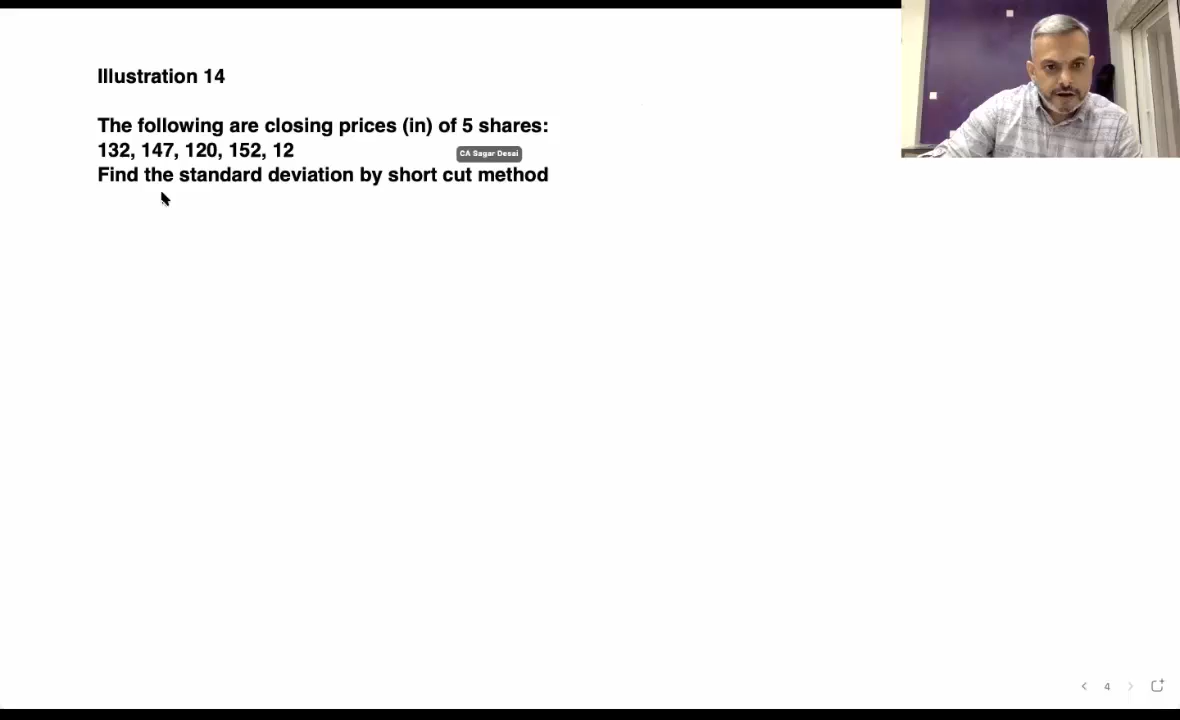 Illustration 14
The following are closing prices (in) of 5 shares:
132, 147, 120, 152, 12
CA Sagar Desai
Find the standard deviation by short cut method
4